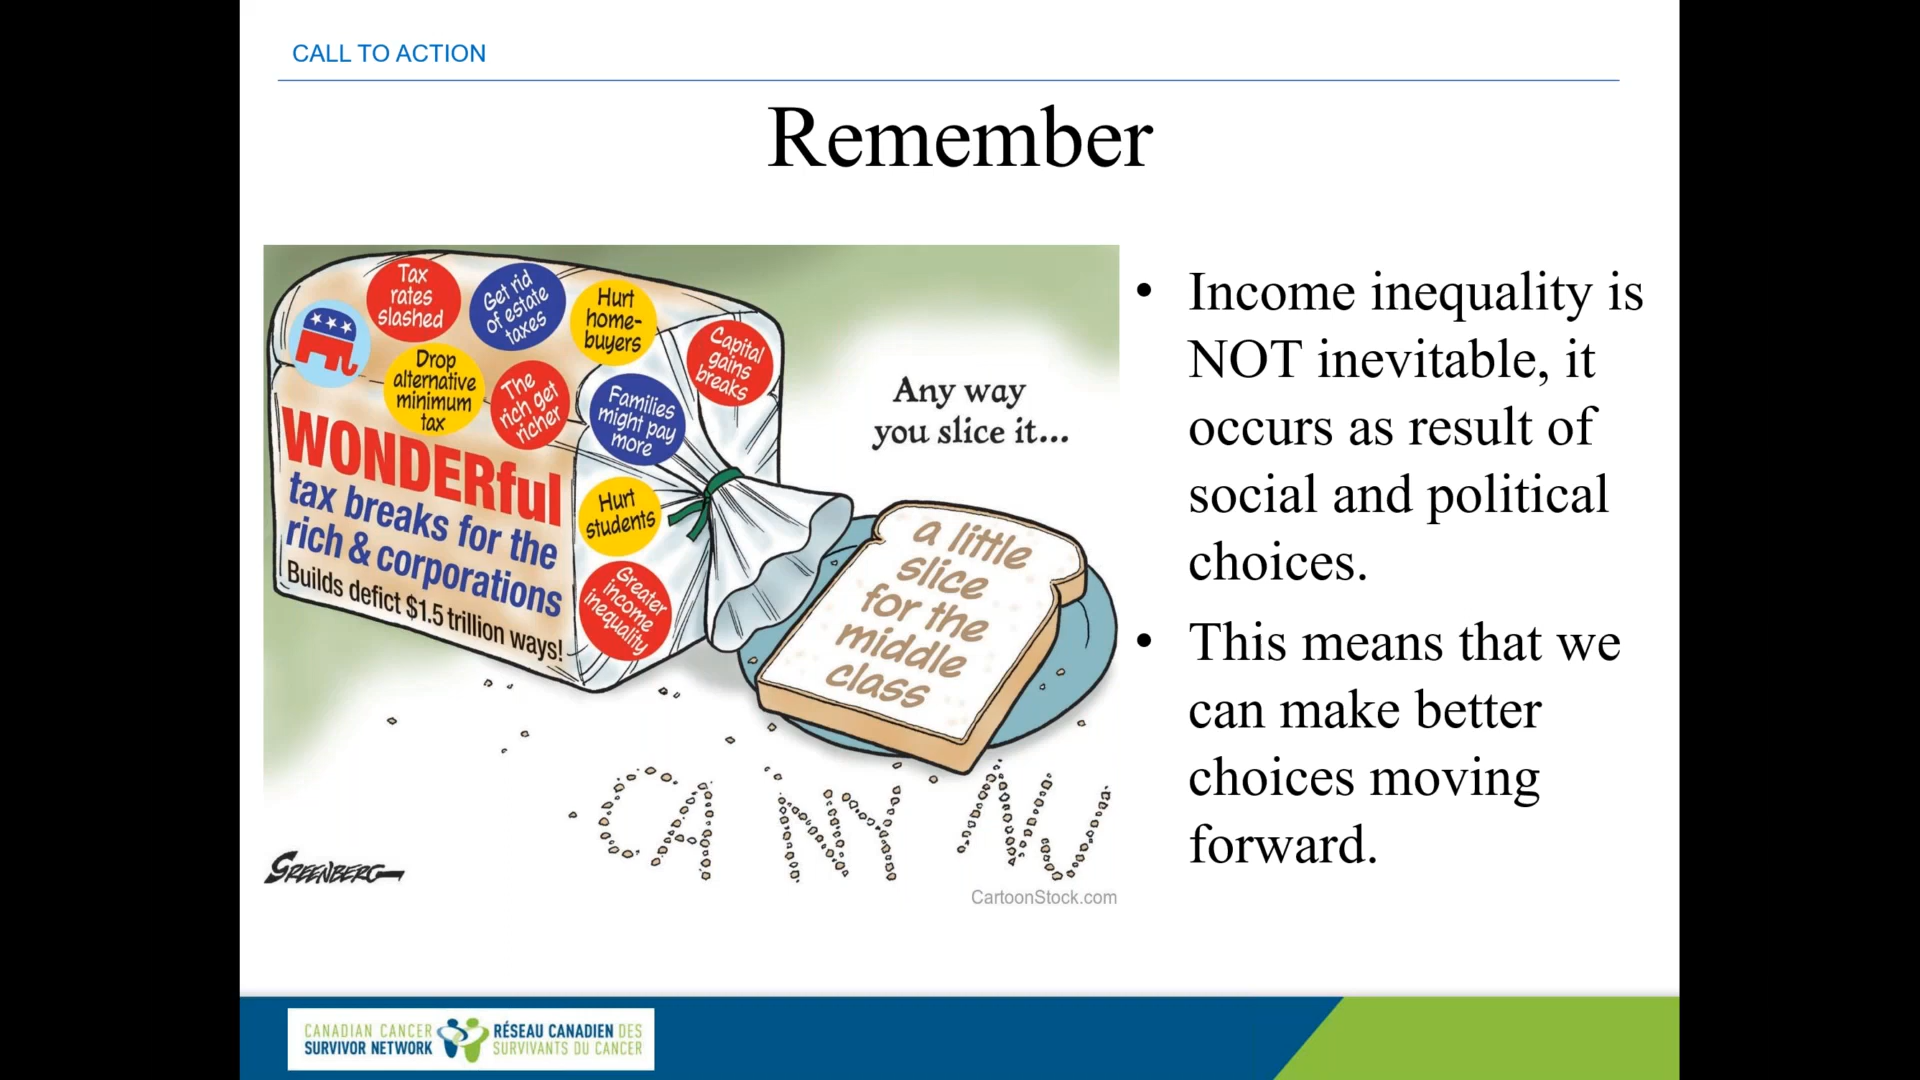 CALL TO ACTION
Remember
Tax
rates
slashed
Get rid
of estate
taxes
Hurt
home-
buyers
Capital
gains
breaks
Drop
alternative
minimum
tax
The
rich get
richer
Families
might pay
more
WONDERful
tax breaks for the
rich & corporations
Builds defict $1.5 trillion ways!
Hurt
students
Greater
income
inequality
Any way
you slice it...
a little
slice
for the
middle
class
CA NY NJ
GREENBERG
CartoonStock.com
• Income inequality is
NOT inevitable, it
occurs as result of
social and political
choices.
• This means that we
can make better
choices moving
forward.
CANADIAN CANCER
SURVIVOR NETWORK
RÉSEAU CANADIEN DES
SURVIVANTS DU CANCER